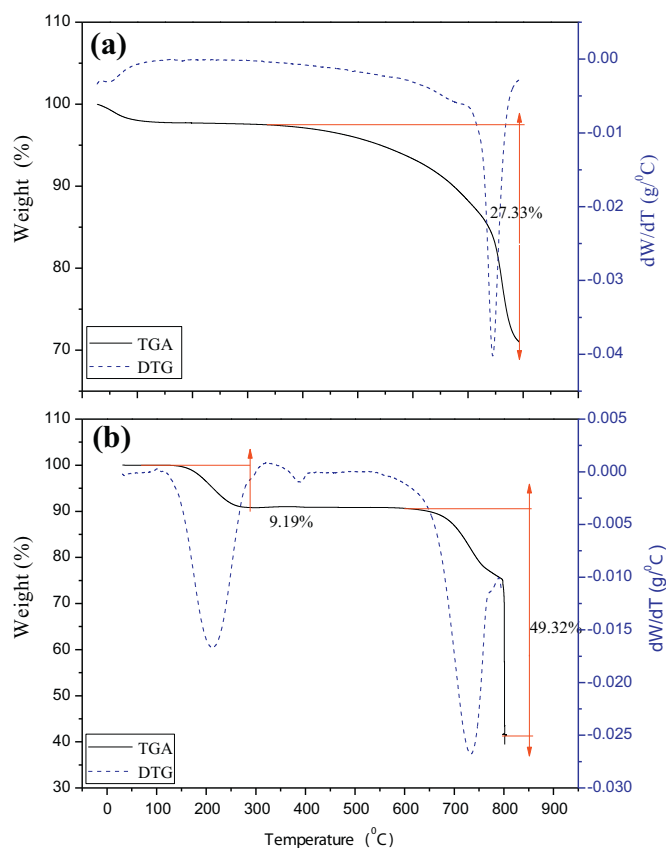 (a)
110
100
90
80
70
Weight (%)
0.00
-0.01
-0.02
-0.03
-0.04
dW/dT (g/⁰C)
27.33%
TGA
DTG
(b)
110
100
90
80
70
60
50
40
30
Weight (%)
0.005
0.000
-0.005
-0.010
-0.015
-0.020
-0.025
-0.030
dW/dT (g/⁰C)
9.19%
49.32%
TGA
DTG
0 100 200 300 400 500 600 700 800 900
Temperature (⁰C)